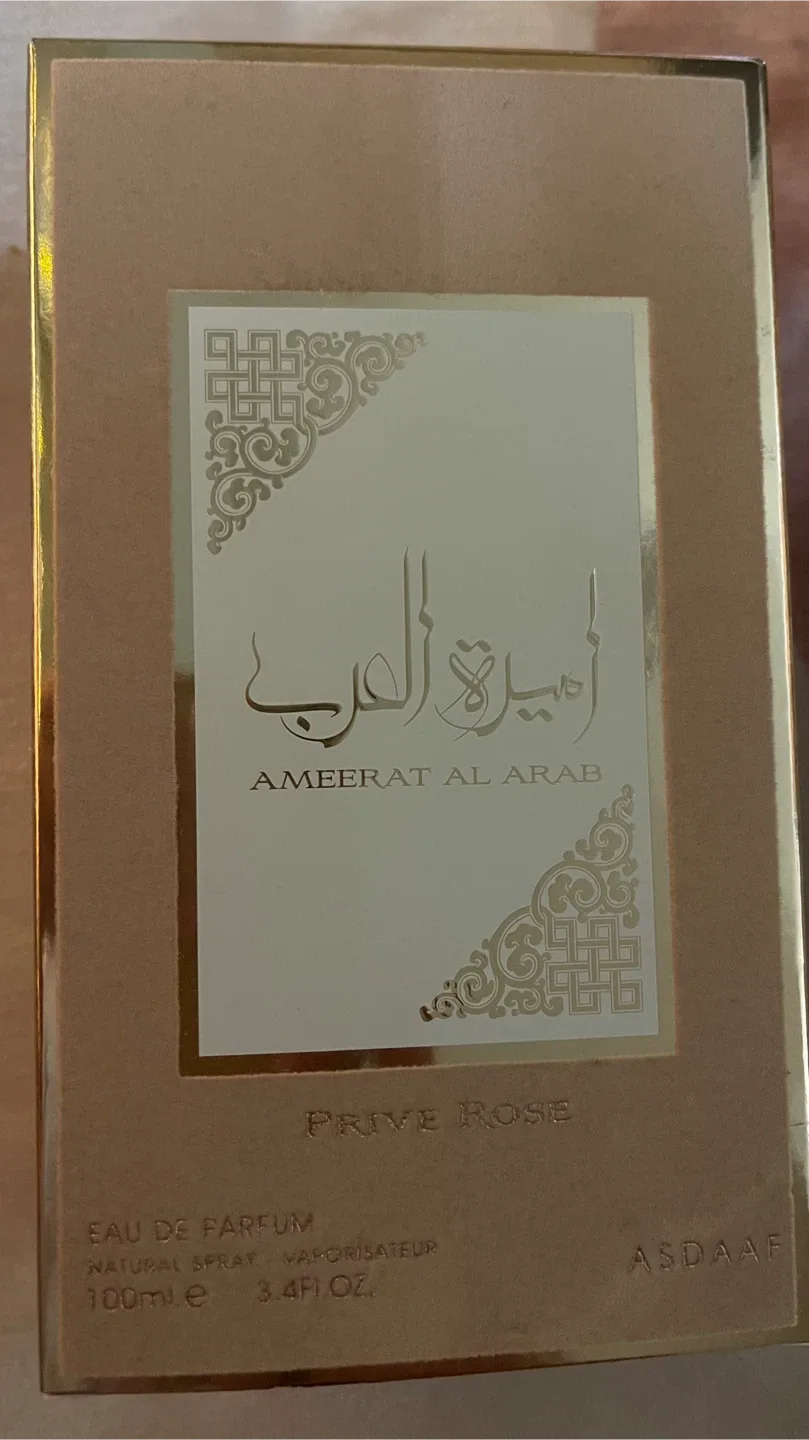 أميرة العرب
AMEERAT AL ARAB
PRIVE ROSE
EAU DE PARFUM
NATURAL SPRAY - VAPORISATEUR
100ml.e 3.4Fl.OZ.
ASDAAF